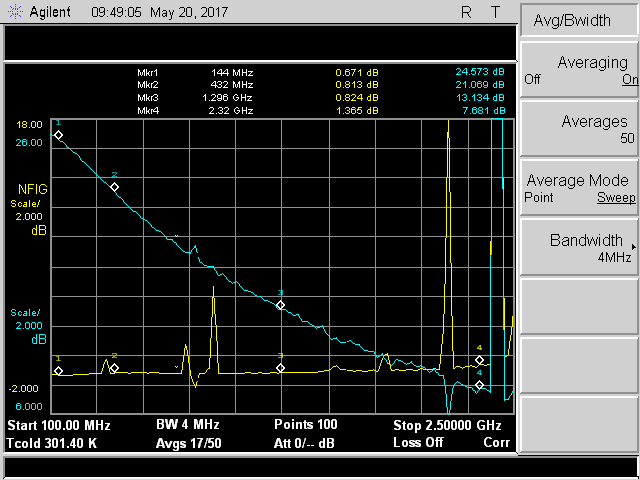 Agilent 09:49:05 May 20, 2017 R T
Avg/Bwidth
Mkr1 144 MHz 0.671 dB 24.573 dB
Mkr2 432 MHz 0.813 dB 21.069 dB
Mkr3 1.296 GHz 0.824 dB 13.134 dB
Mkr4 2.32 GHz 1.365 dB 7.681 dB
Averaging
Off On
Averages
50
Average Mode
Point Sweep
Bandwidth
4MHz
18.00
26.00
NFIG
Scale/
2.000
dB
Scale/
2.000
dB
-2.000
6.000
1
2
3
4
1
2
3
4
Start 100.00 MHz BW 4 MHz Points 100 Stop 2.50000 GHz
Tcold 301.40 K Avgs 17/50 Att 0/-- dB Loss Off Corr